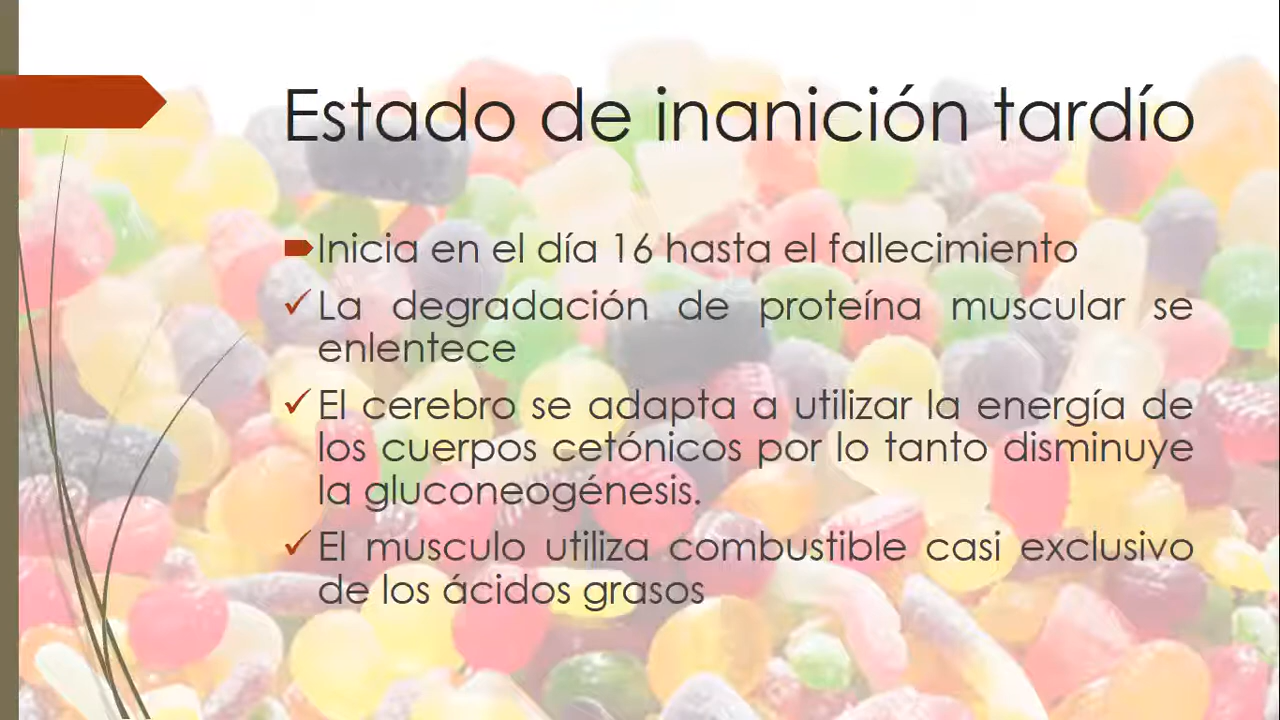 Estado de inanición tardío
Inicia en el día 16 hasta el fallecimiento
La degradación de proteína muscular se
enlentece
El cerebro se adapta a utilizar la energía de
los cuerpos cetónicos por lo tanto disminuye
la gluconeogénesis.
El musculo utiliza combustible casi exclusivo
de los ácidos grasos